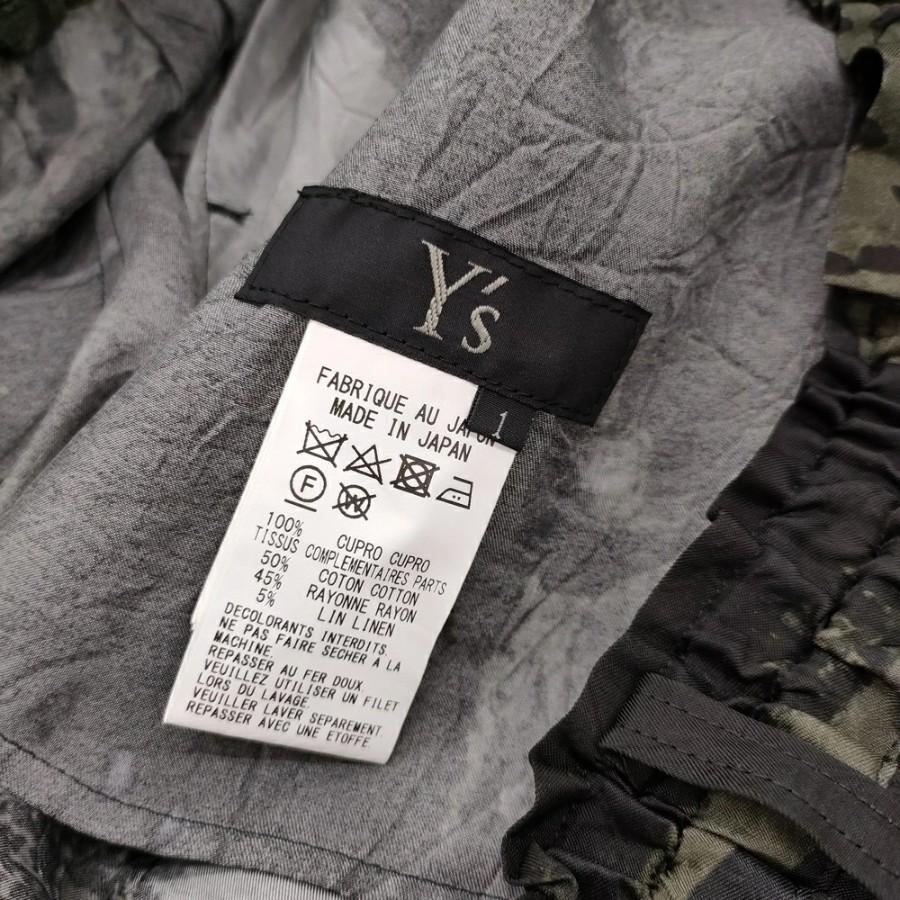 Y's
1
FABRIQUE AU JAPON
MADE IN JAPAN
F
W
100% CUPRO CUPRO
TISSUS COMPLEMENTAIRES PARTS
50% COTON COTTON
45% RAYONNE RAYON
5% LIN LINEN
DECOLORANTS INTERDITS.
NE PAS FAIRE SECHER A LA
MACHINE.
REPASSER AU FER DOUX.
VEUILLEZ UTILISER UN FILET
LORS DU LAVAGE.
VEUILLER LAVER SEPAREMENT.
REPASSER AVEC UNE ETOFFE.